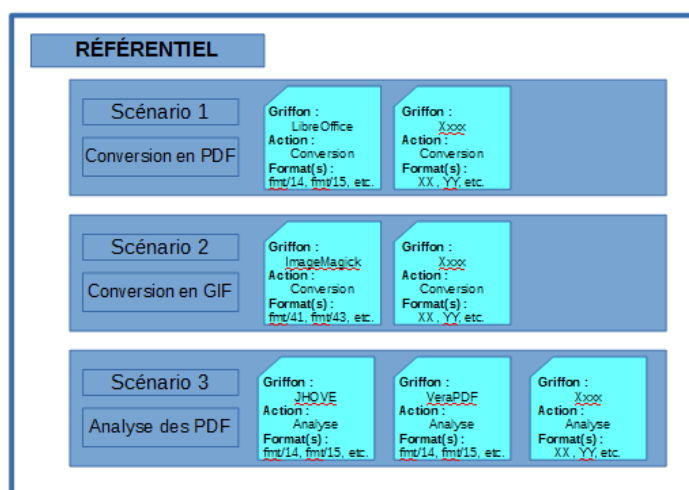 RÉFÉRENTIEL
Scénario 1
Conversion en PDF
Griffon :
LibreOffice
Action :
Conversion
Format(s) :
fmt/14, fmt/15, etc.
Griffon :
Xxxx
Action :
Conversion
Format(s) :
XX , YY, etc.
Scénario 2
Conversion en GIF
Griffon :
ImageMagick
Action :
Conversion
Format(s) :
fmt/41, fmt/43, etc.
Griffon :
Xxxx
Action :
Conversion
Format(s) :
XX , YY, etc.
Scénario 3
Analyse des PDF
Griffon :
JHOVE
Action :
Analyse
Format(s) :
fmt/14, fmt/15, etc.
Griffon :
VeraPDF
Action :
Analyse
Format(s) :
fmt/14, fmt/15, etc.
Griffon :
Xxxx
Action :
Analyse
Format(s) :
XX , YY, etc.